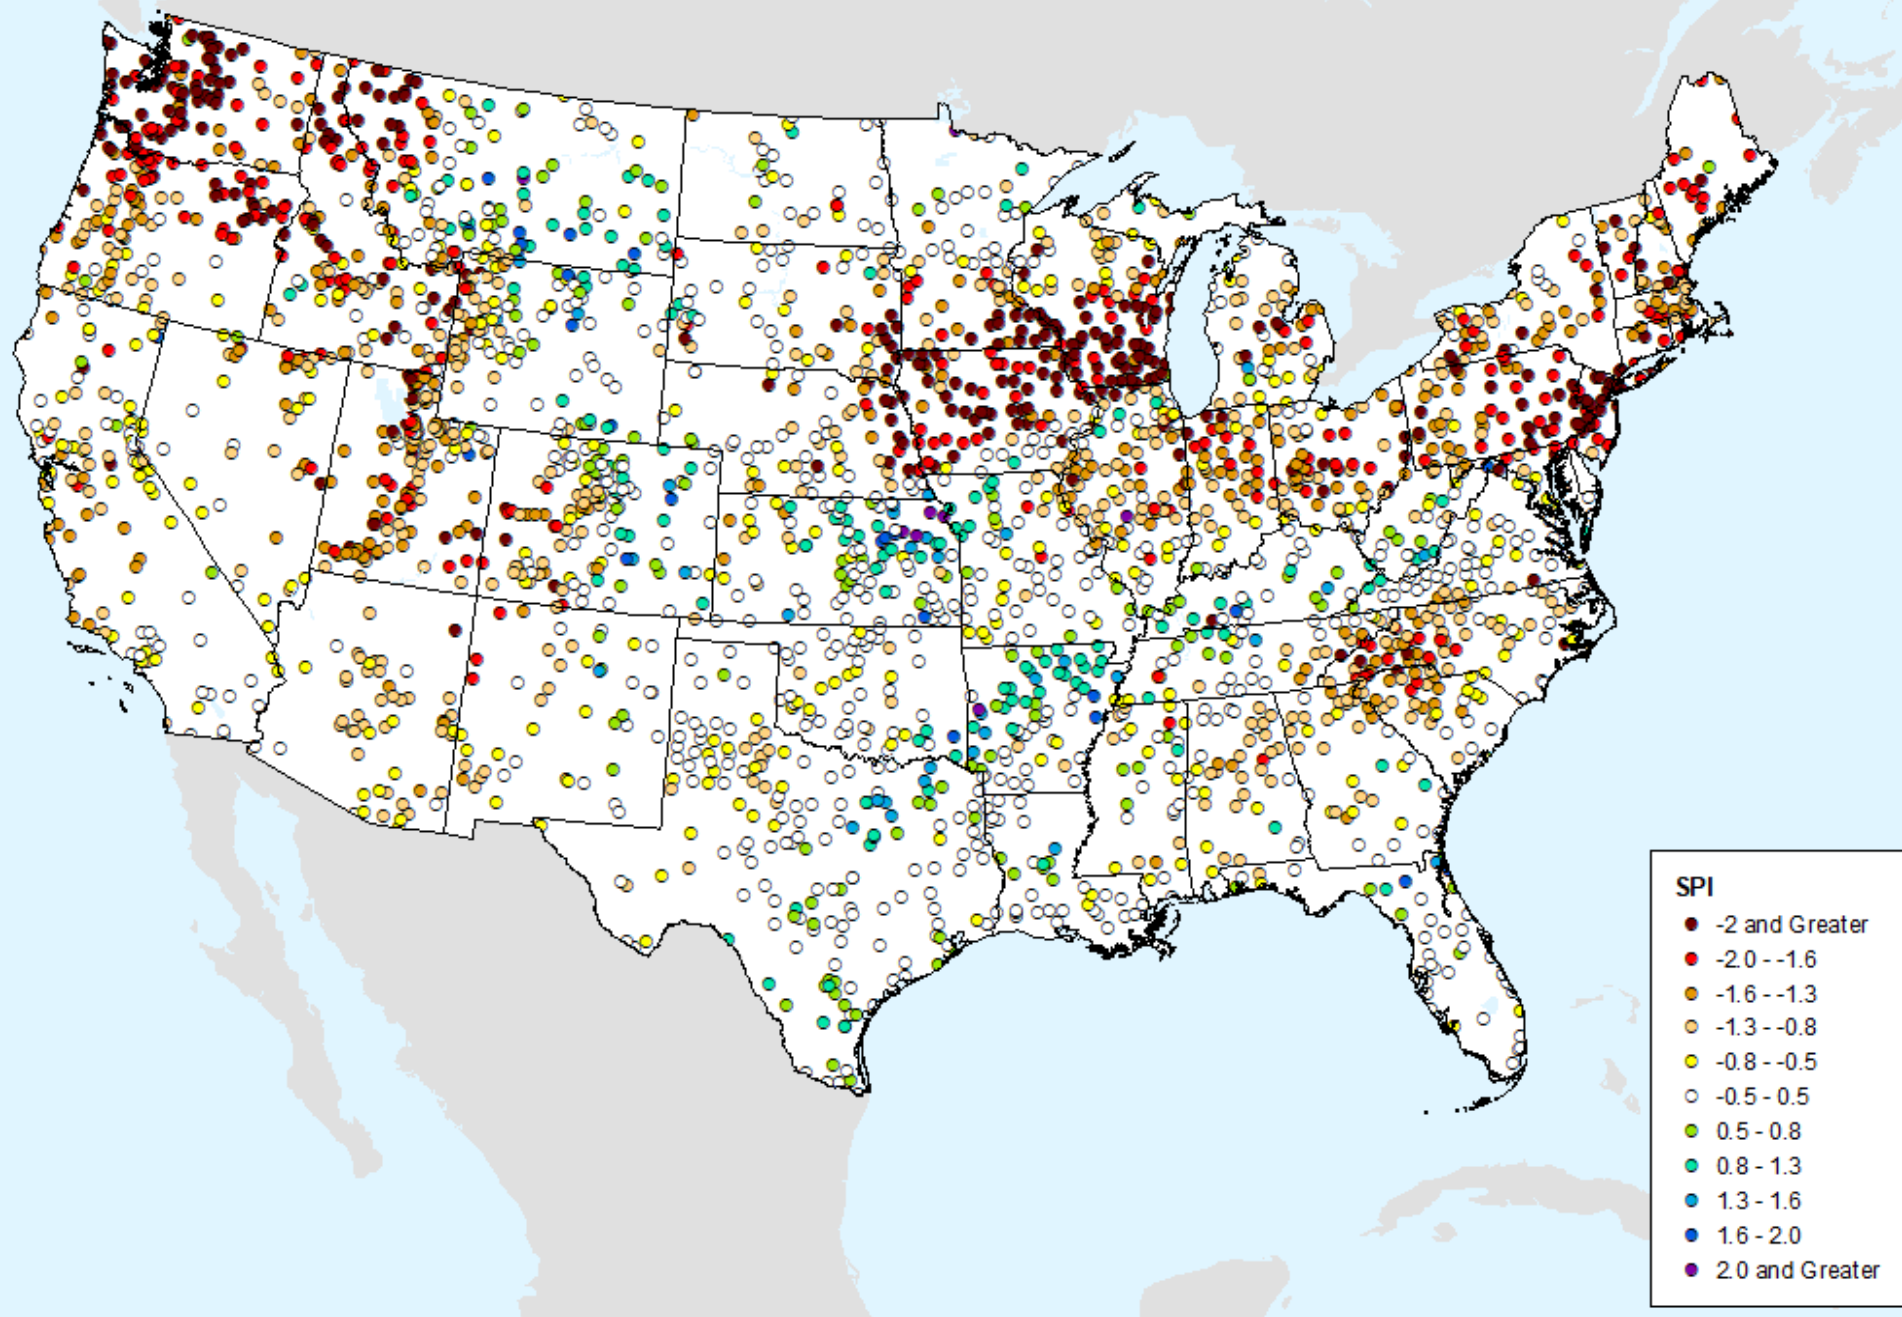 SPI
-2 and Greater
-2.0 - -1.6
-1.6 - -1.3
-1.3 - -0.8
-0.8 - -0.5
-0.5 - 0.5
0.5 - 0.8
0.8 - 1.3
1.3 - 1.6
1.6 - 2.0
2.0 and Greater